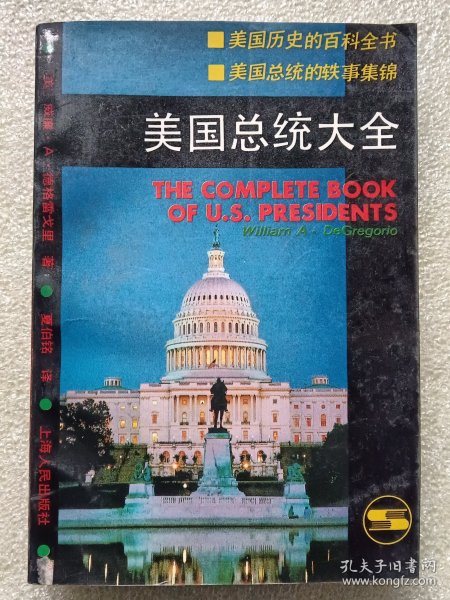 ■美国历史的百科全书
■美国总统的轶事集锦
美国总统大全
THE COMPLETE BOOK
OF U.S. PRESIDENTS
William A·DeGregorio
威廉 A·德格雷戈里 著
夏伯铭 译
上海人民出版社
孔夫子旧书网
www.kongfz.com